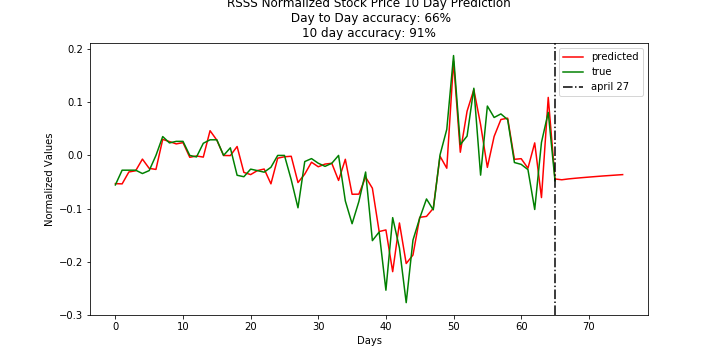 RSSS Normalized Stock Price 10 Day Prediction
Day to Day accuracy: 66%
10 day accuracy: 91%
predicted
true
april 27
0.2
0.1
0.0
−0.1
−0.2
−0.3
Normalized Values
0 10 20 30 40 50 60 70
Days